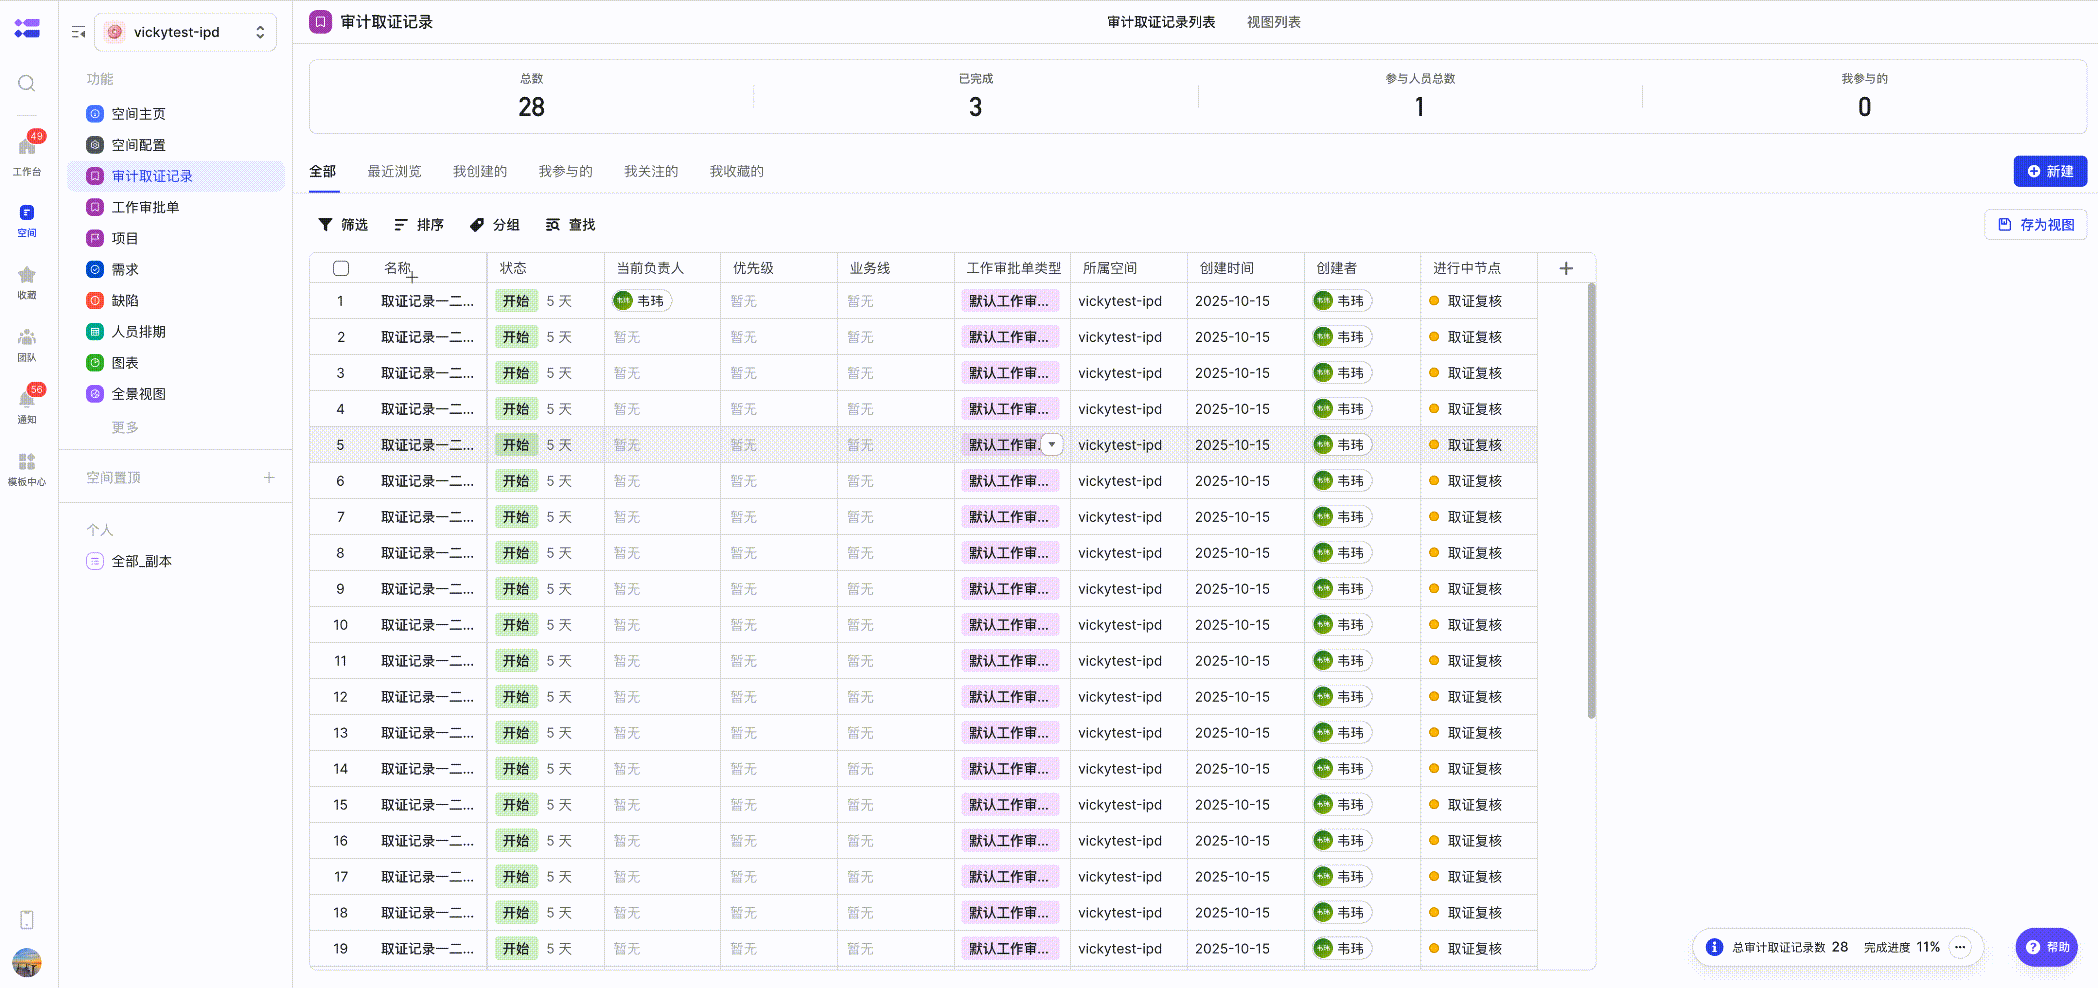 vickytest-ipd
功能
空间主页
空间配置
审计取证记录
工作审批单
项目
需求
缺陷
人员排期
图表
全景视图
更多
空间置顶
个人
全部_副本
49
工作台
空间
收藏
团队
56
通知
模板中心
审计取证记录
审计取证记录列表 视图列表
总数 已完成 参与人员总数 我参与的
28 3 1 0
全部 最近浏览 我创建的 我参与的 我关注的 我收藏的 新建
筛选 排序 分组 查找 存为视图
名称 状态 当前负责人 优先级 业务线 工作审批单类型 所属空间 创建时间 创建者 进行中节点
1 取证记录一二... 开始 5 天 韦玮 暂无 暂无 默认工作审... vickytest-ipd 2025-10-15 韦玮 取证复核
2 取证记录一二... 开始 5 天 暂无 暂无 暂无 默认工作审... vickytest-ipd 2025-10-15 韦玮 取证复核
3 取证记录一二... 开始 5 天 暂无 暂无 暂无 默认工作审... vickytest-ipd 2025-10-15 韦玮 取证复核
4 取证记录一二... 开始 5 天 暂无 暂无 暂无 默认工作审... vickytest-ipd 2025-10-15 韦玮 取证复核
5 取证记录一二... 开始 5 天 暂无 暂无 暂无 默认工作审. vickytest-ipd 2025-10-15 韦玮 取证复核
6 取证记录一二... 开始 5 天 暂无 暂无 暂无 默认工作审... vickytest-ipd 2025-10-15 韦玮 取证复核
7 取证记录一二... 开始 5 天 暂无 暂无 暂无 默认工作审... vickytest-ipd 2025-10-15 韦玮 取证复核
8 取证记录一二... 开始 5 天 暂无 暂无 暂无 默认工作审... vickytest-ipd 2025-10-15 韦玮 取证复核
9 取证记录一二... 开始 5 天 暂无 暂无 暂无 默认工作审... vickytest-ipd 2025-10-15 韦玮 取证复核
10 取证记录一二... 开始 5 天 暂无 暂无 暂无 默认工作审... vickytest-ipd 2025-10-15 韦玮 取证复核
11 取证记录一二... 开始 5 天 暂无 暂无 暂无 默认工作审... vickytest-ipd 2025-10-15 韦玮 取证复核
12 取证记录一二... 开始 5 天 暂无 暂无 暂无 默认工作审... vickytest-ipd 2025-10-15 韦玮 取证复核
13 取证记录一二... 开始 5 天 暂无 暂无 暂无 默认工作审... vickytest-ipd 2025-10-15 韦玮 取证复核
14 取证记录一二... 开始 5 天 暂无 暂无 暂无 默认工作审... vickytest-ipd 2025-10-15 韦玮 取证复核
15 取证记录一二... 开始 5 天 暂无 暂无 暂无 默认工作审... vickytest-ipd 2025-10-15 韦玮 取证复核
16 取证记录一二... 开始 5 天 暂无 暂无 暂无 默认工作审... vickytest-ipd 2025-10-15 韦玮 取证复核
17 取证记录一二... 开始 5 天 暂无 暂无 暂无 默认工作审... vickytest-ipd 2025-10-15 韦玮 取证复核
18 取证记录一二... 开始 5 天 暂无 暂无 暂无 默认工作审... vickytest-ipd 2025-10-15 韦玮 取证复核
19 取证记录一二... 开始 5 天 暂无 暂无 暂无 默认工作审... vickytest-ipd 2025-10-15 韦玮 取证复核
总审计取证记录数 28 完成进度 11%
帮助